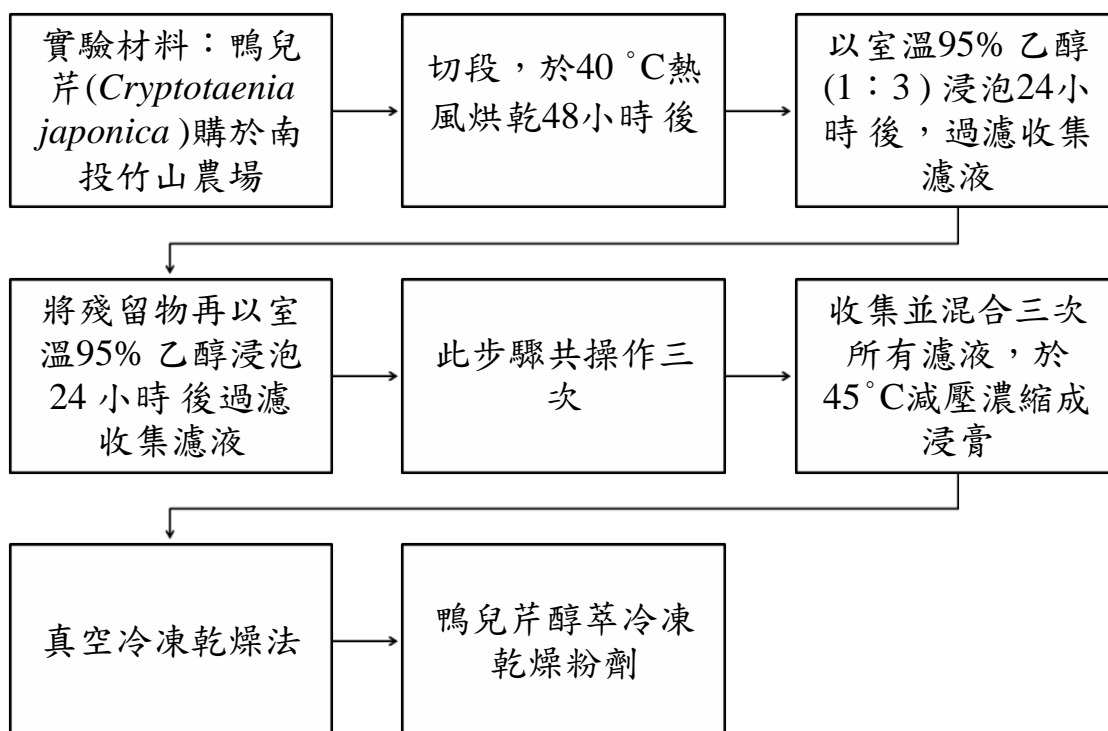 實驗材料：鴨兒
芹(Cryptotaenia
japonica )購於南
投竹山農場
切段，於40 ˚C熱
風烘乾48小時 後
以室溫95% 乙醇
(1：3 ) 浸泡24小
時 後，過濾收集
濾液
將殘留物再以室
溫95% 乙醇浸泡
24 小時 後過濾
收集濾液
此步驟共操作三
次
收集並混合三次
所有濾液，於
45˚C減壓濃縮成
浸膏
真空冷凍乾燥法
鴨兒芹醇萃冷凍
乾燥粉劑